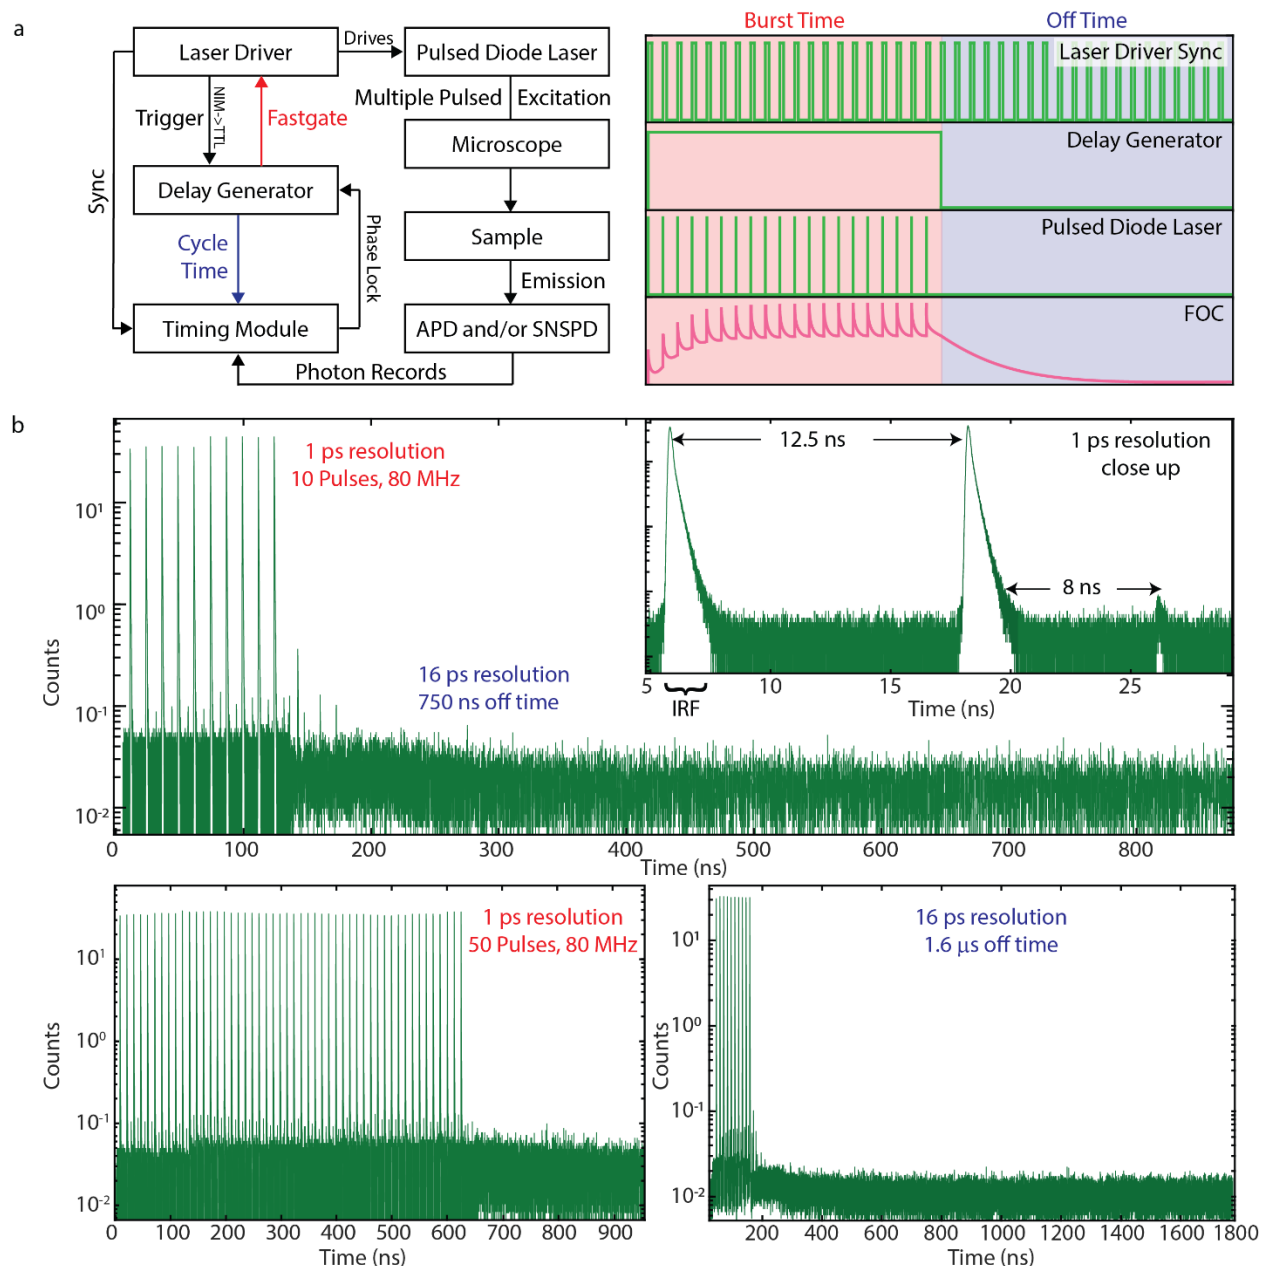 a
Laser Driver
Drives
Pulsed Diode Laser
Trigger
NIM->TTL
Fastgate
Multiple Pulsed
Excitation
Microscope
Sync
Delay Generator
Cycle
Time
Phase Lock
Sample
Emission
Timing Module
APD and/or SNSPD
Photon Records
Burst Time
Off Time
Laser Driver Sync
Delay Generator
Pulsed Diode Laser
FOC
b
1 ps resolution
10 Pulses, 80 MHz
16 ps resolution
750 ns off time
Counts
10¹
10⁰
10⁻¹
10⁻²
0 100 200 300 400 500 600 700 800
Time (ns)
12.5 ns
1 ps resolution
close up
8 ns
5 10 15 20 25
IRF
Time (ns)
1 ps resolution
50 Pulses, 80 MHz
Counts
10¹
10⁰
10⁻¹
10⁻²
0 100 200 300 400 500 600 700 800 900
Time (ns)
16 ps resolution
1.6 μs off time
Counts
10¹
10⁰
10⁻¹
10⁻²
200 400 600 800 1000 1200 1400 1600 1800
Time (ns)